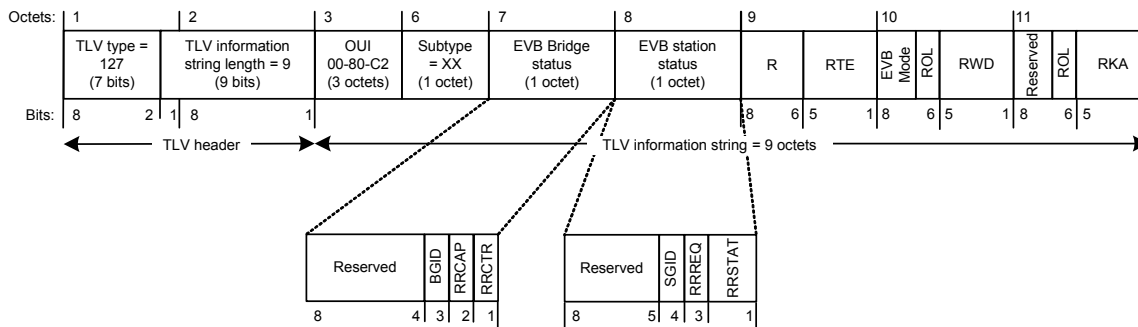 Octets: 1 2 3 6 7 8 9 10 11
TLV type = 127 (7 bits)
TLV information string length = 9 (9 bits)
OUI 00-80-C2 (3 octets)
Subtype = XX (1 octet)
EVB Bridge status (1 octet)
EVB station status (1 octet)
R
RTE
EVB Mode
ROL
RWD
Reserved
ROL
RKA
Bits: 8 2 1 8 1 8 6 5 1 8 6 5 1 8 6 5
TLV header
TLV information string = 9 octets
Reserved BGID RRCAP RRCTR
8 4 3 2 1
Reserved SGID RRREQ RRSTAT
8 5 4 3 1